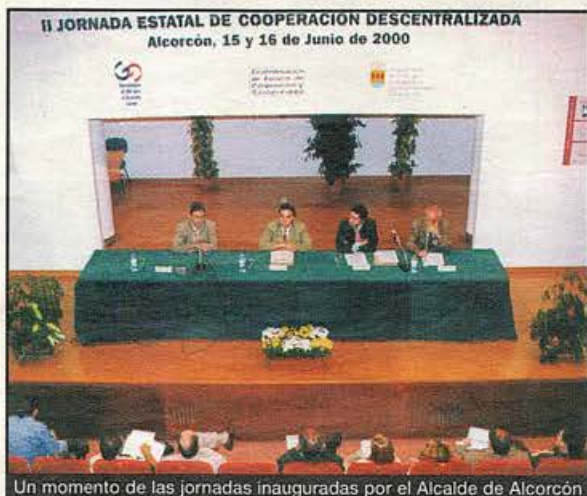 II JORNADA ESTATAL DE COOPERACIÓN DESCENTRALIZADA
Alcorcón, 15 y 16 de Junio de 2000
Un momento de las jornadas inauguradas por el Alcalde de Alcorcón